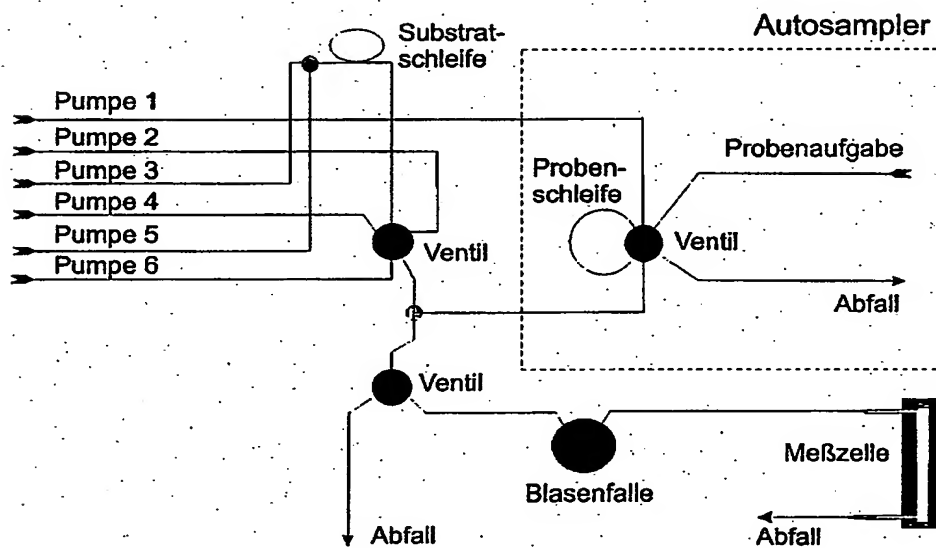 Autosampler
Substrat-
schleife
Pumpe 1
Pumpe 2
Pumpe 3
Pumpe 4
Pumpe 5
Pumpe 6
Ventil
Proben-
schleife
Probenaufgabe
Ventil
Abfall
Ventil
Blasenfalle
Meßzelle
Abfall
Abfall